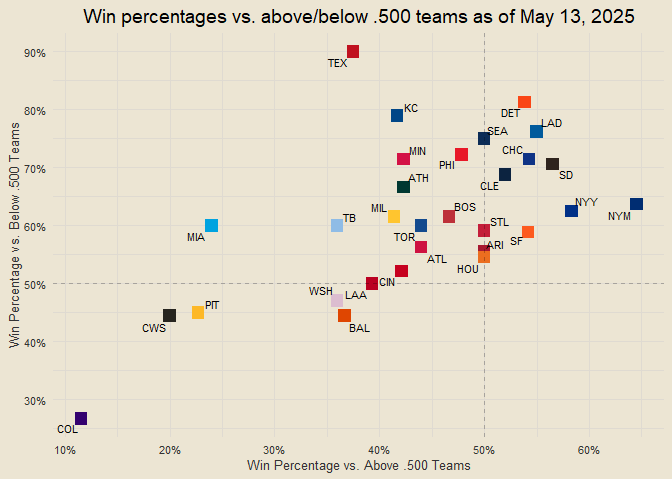 Win percentages vs. above/below .500 teams as of May 13, 2025
Win Percentage vs. Below .500 Teams
90%
80%
70%
60%
50%
40%
30%
TEX
KC
DET
LAD
SEA
MIN
PHI
CHC
SD
CLE
ATH
NYY
NYM
MIL
BOS
TB
MIA
TOR
STL
SF
ARI
ATL
HOU
CIN
WSH
LAA
PIT
CWS
BAL
COL
10%
20%
30%
40%
50%
60%
Win Percentage vs. Above .500 Teams